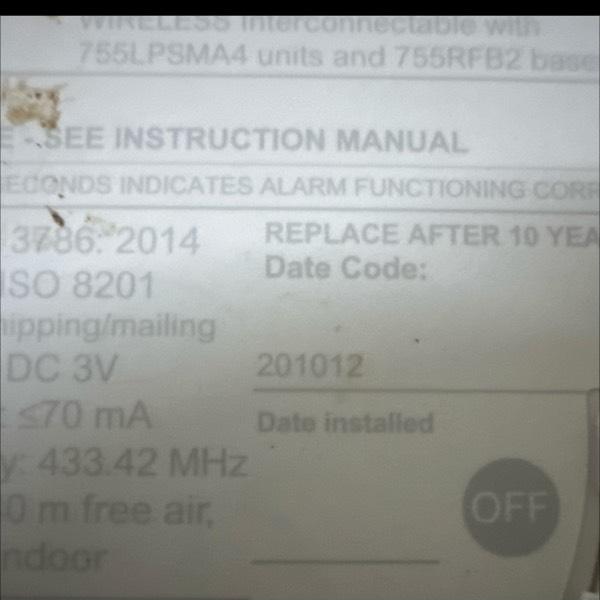 WIRELESS Interconnectable with
755LPSMA4 units and 755RFB2 base
E - SEE INSTRUCTION MANUAL
ECONDS INDICATES ALARM FUNCTIONING CORR
3786: 2014
ISO 8201
hipping/mailing
DC 3V
: ≤70 mA
y: 433.42 MHz
0 m free air,
ndoor
REPLACE AFTER 10 YEA
Date Code:
201012
Date installed
OFF